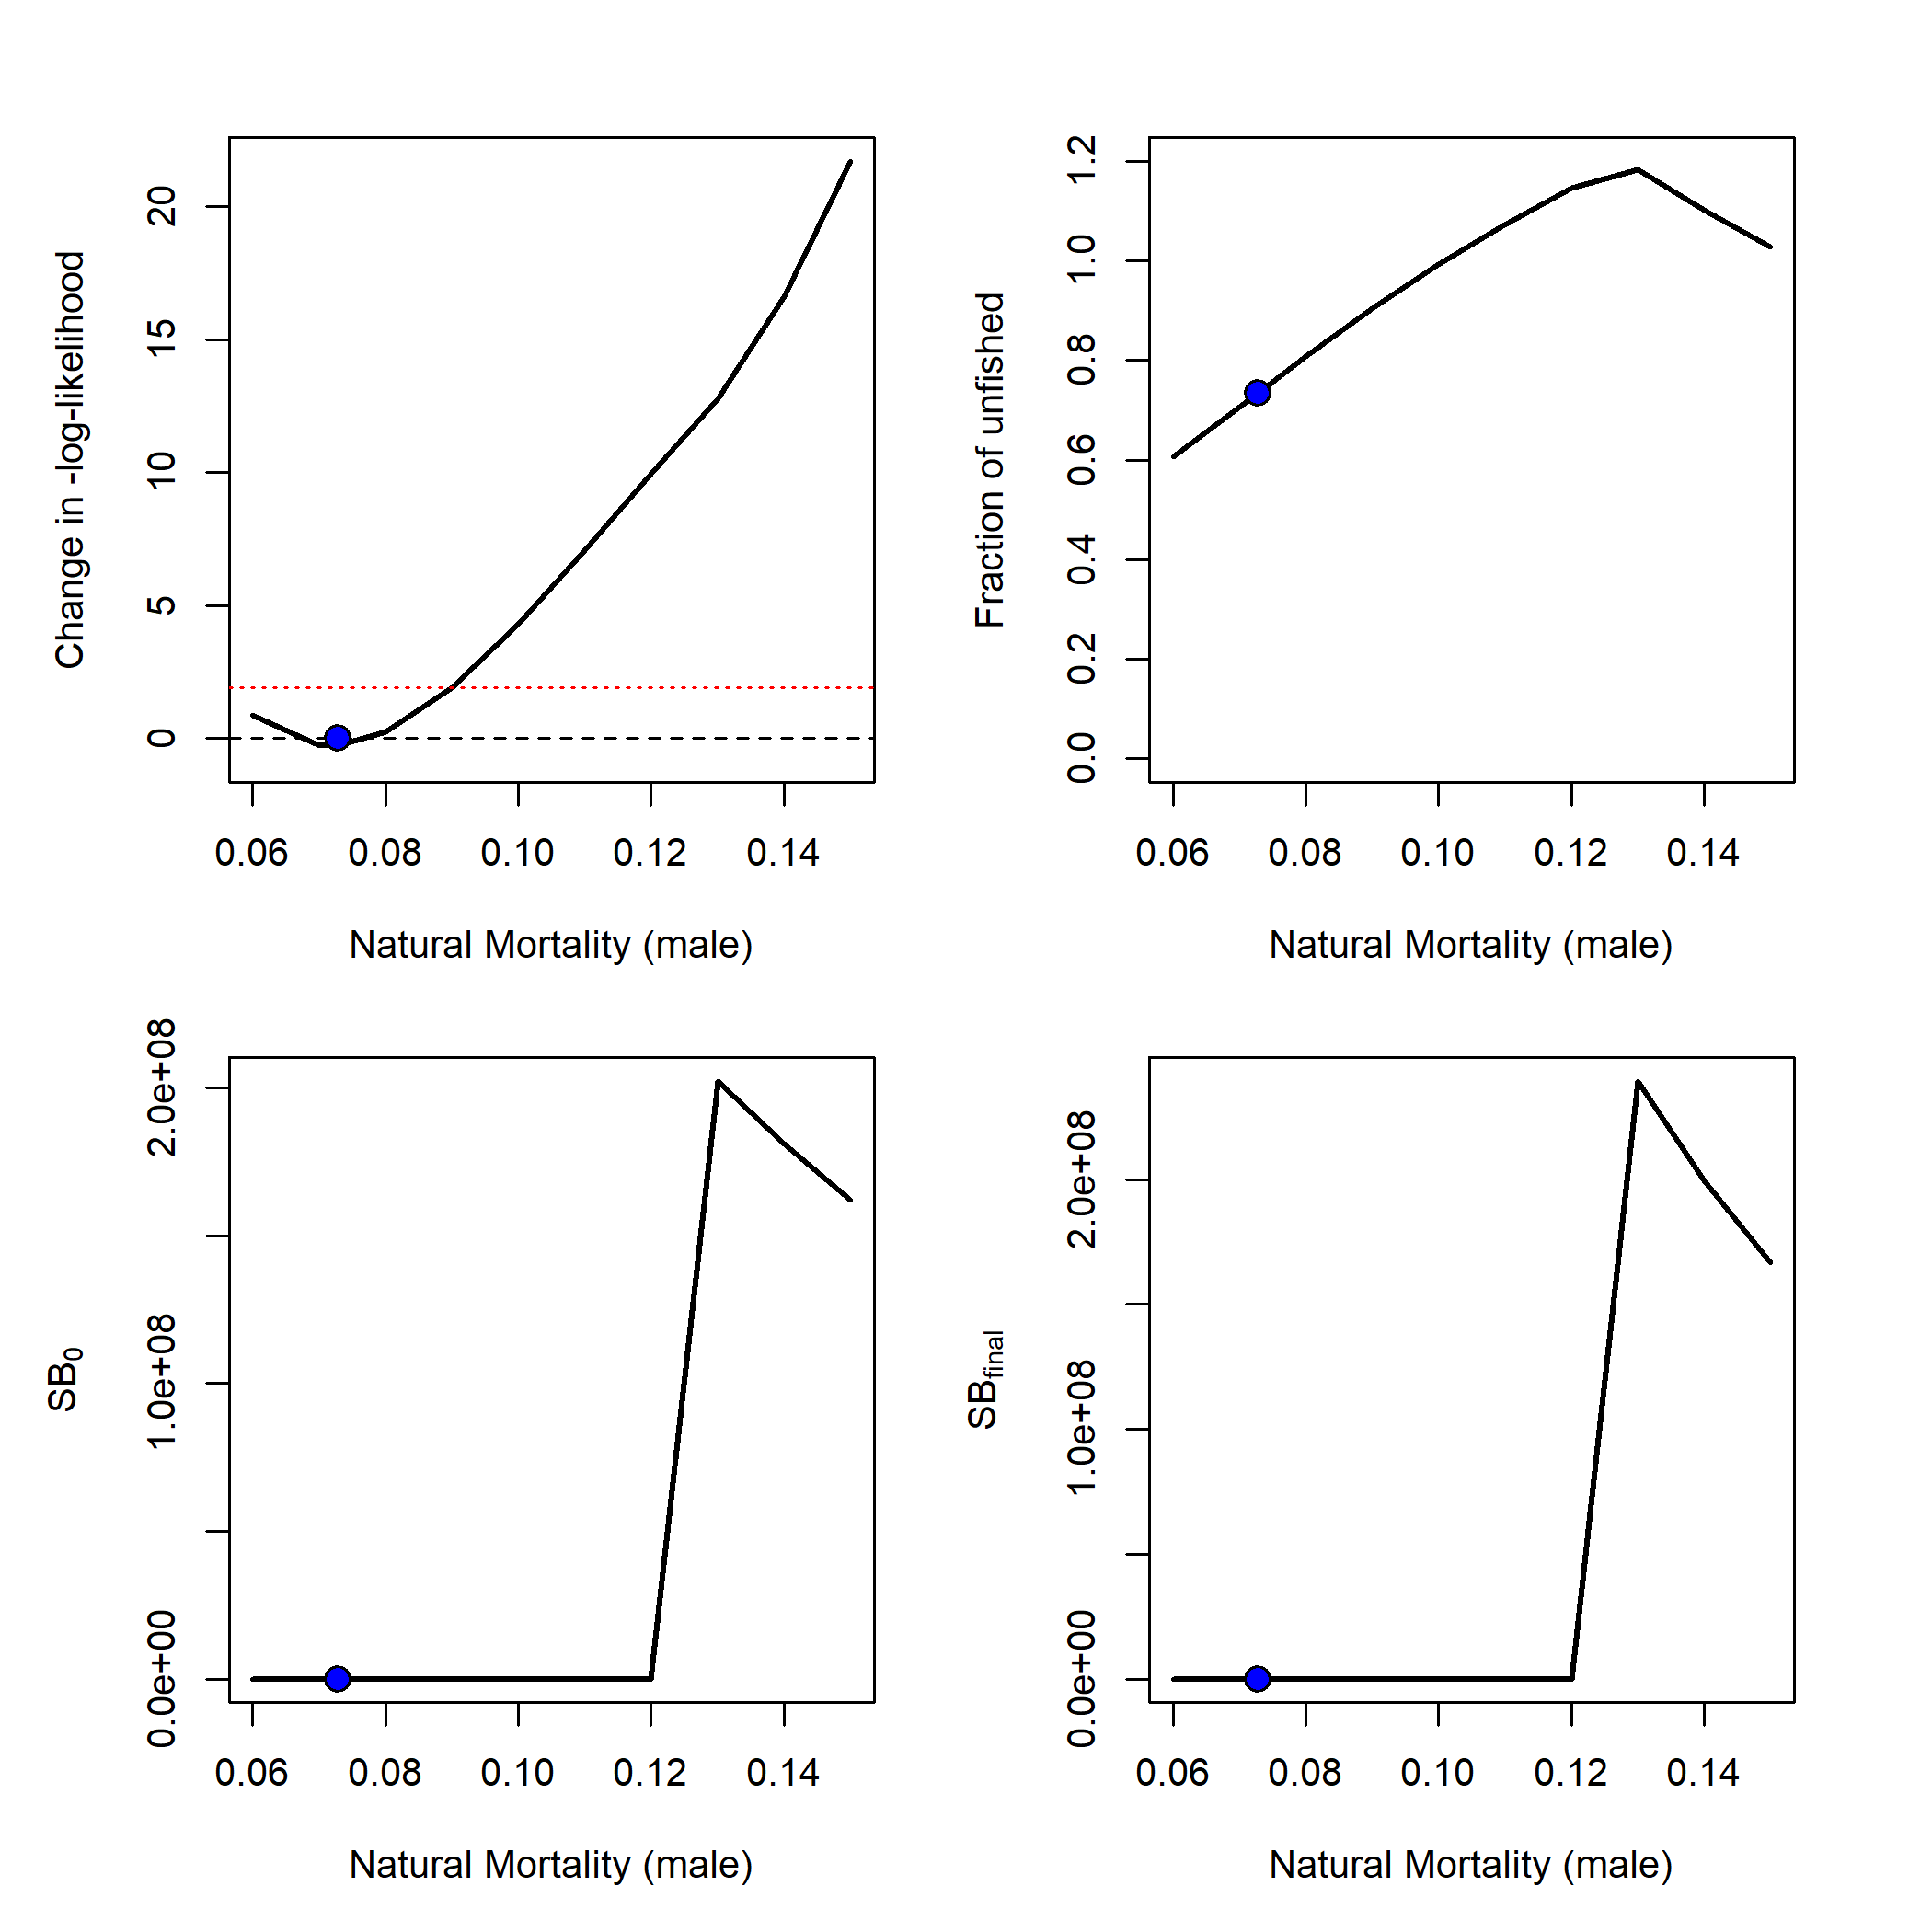 Change in -log-likelihood
0 5 10 15 20
0.06 0.08 0.10 0.12 0.14
Natural Mortality (male)
Fraction of unfished
0.0 0.2 0.4 0.6 0.8 1.0 1.2
0.06 0.08 0.10 0.12 0.14
Natural Mortality (male)
SB0
0.0e+00 1.0e+08 2.0e+08
0.06 0.08 0.10 0.12 0.14
Natural Mortality (male)
SBfinal
0.0e+00 1.0e+08 2.0e+08
0.06 0.08 0.10 0.12 0.14
Natural Mortality (male)